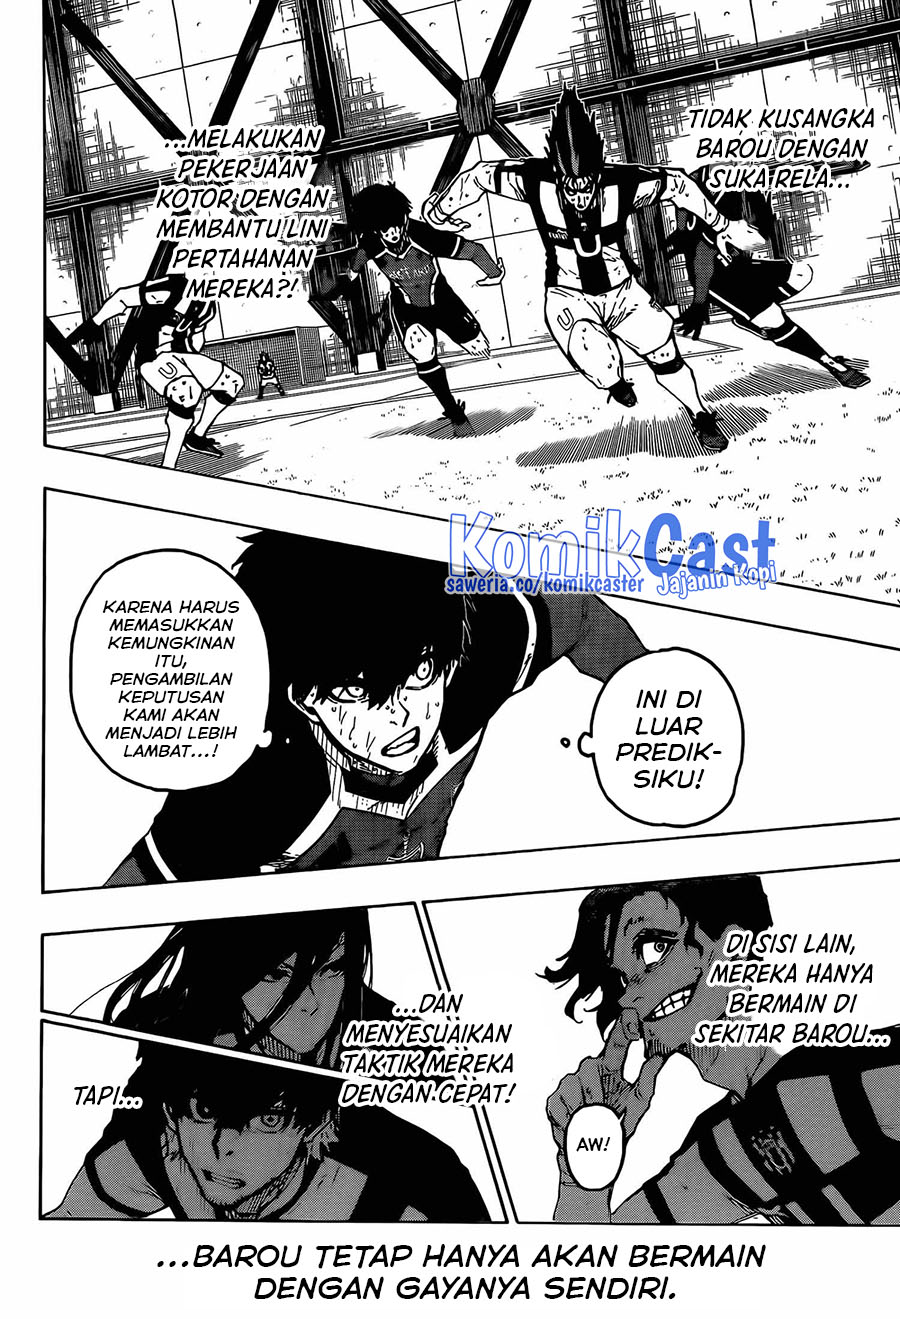 TIDAK KUSANGKA
BAROU DENGAN
SUKA RELA...
...MELAKUKAN
PEKERJAAN
KOTOR DENGAN
MEMBANTU LINI
PERTAHANAN
MEREKA?!
U
U
KomikCast
saweria.co/komikcaster
Jajanin Kopi
INI DI
LUAR
PREDIK-
SIKU!
KARENA HARUS
MEMASUKKAN
KEMUNGKINAN
ITU,
PENGAMBILAN
KEPUTUSAN
KAMI AKAN
MENJADI LEBIH
LAMBAT...!
DI SISI LAIN,
MEREKA HANYA
BERMAIN DI
SEKITAR BAROU...
AW!
...DAN
MENYESUAIKAN
TAKTIK MEREKA
DENGAN CEPAT!
TAPI...
...BAROU TETAP HANYA AKAN BERMAIN
DENGAN GAYANYA SENDIRI.